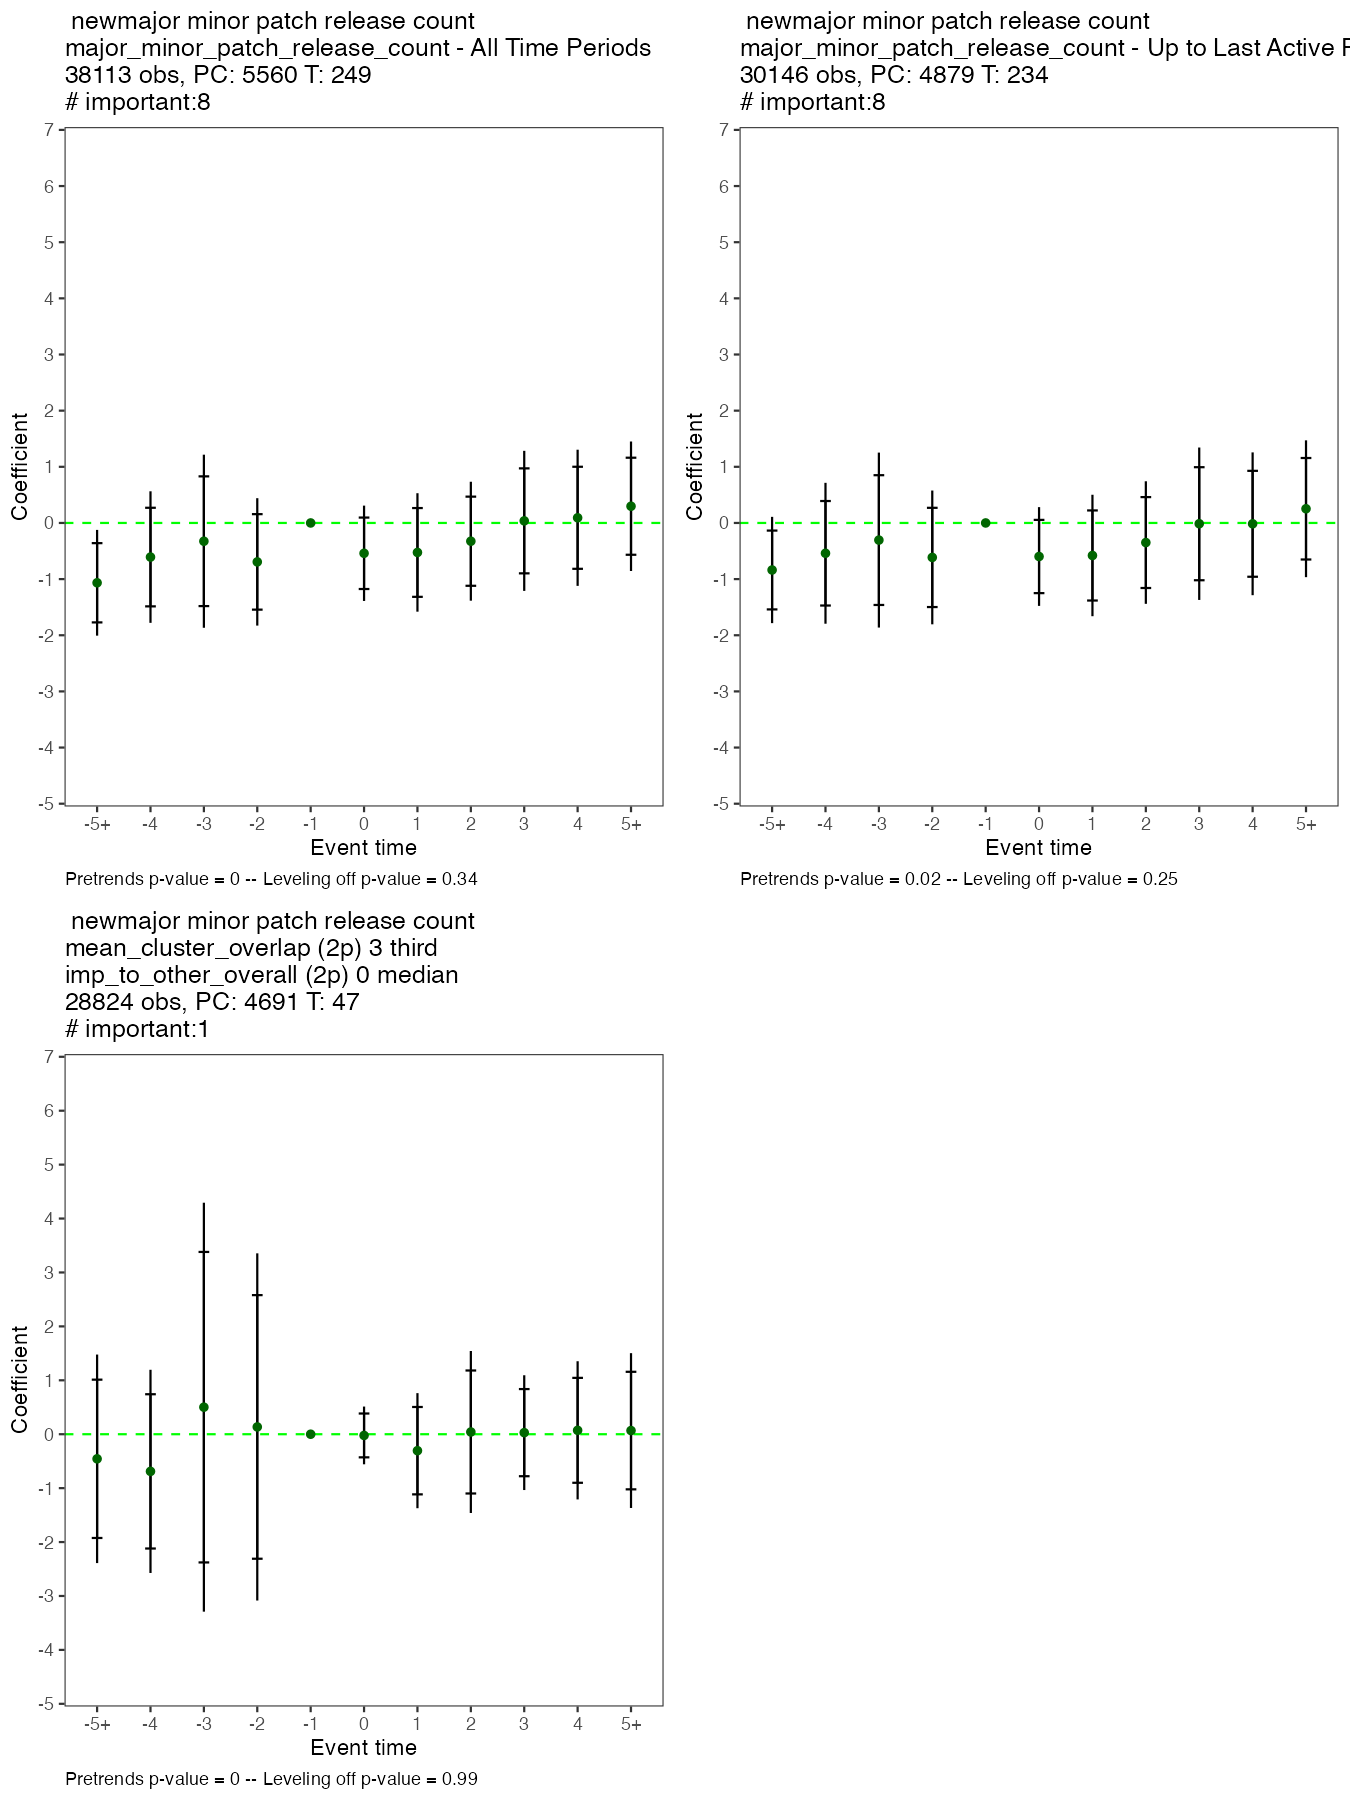 newmajor minor patch release count
major_minor_patch_release_count - All Time Periods
38113 obs, PC: 5560 T: 249
# important:8
7
6
5
4
3
2
1
0
-1
-2
-3
-4
-5
Coefficient
-5+ -4 -3 -2 -1 0 1 2 3 4 5+
Event time
Pretrends p-value = 0 -- Leveling off p-value = 0.34
newmajor minor patch release count
major_minor_patch_release_count - Up to Last Active
30146 obs, PC: 4879 T: 234
# important:8
7
6
5
4
3
2
1
0
-1
-2
-3
-4
-5
Coefficient
-5+ -4 -3 -2 -1 0 1 2 3 4 5+
Event time
Pretrends p-value = 0.02 -- Leveling off p-value = 0.25
newmajor minor patch release count
mean_cluster_overlap (2p) 3 third
imp_to_other_overall (2p) 0 median
28824 obs, PC: 4691 T: 47
# important:1
7
6
5
4
3
2
1
0
-1
-2
-3
-4
-5
Coefficient
-5+ -4 -3 -2 -1 0 1 2 3 4 5+
Event time
Pretrends p-value = 0 -- Leveling off p-value = 0.99